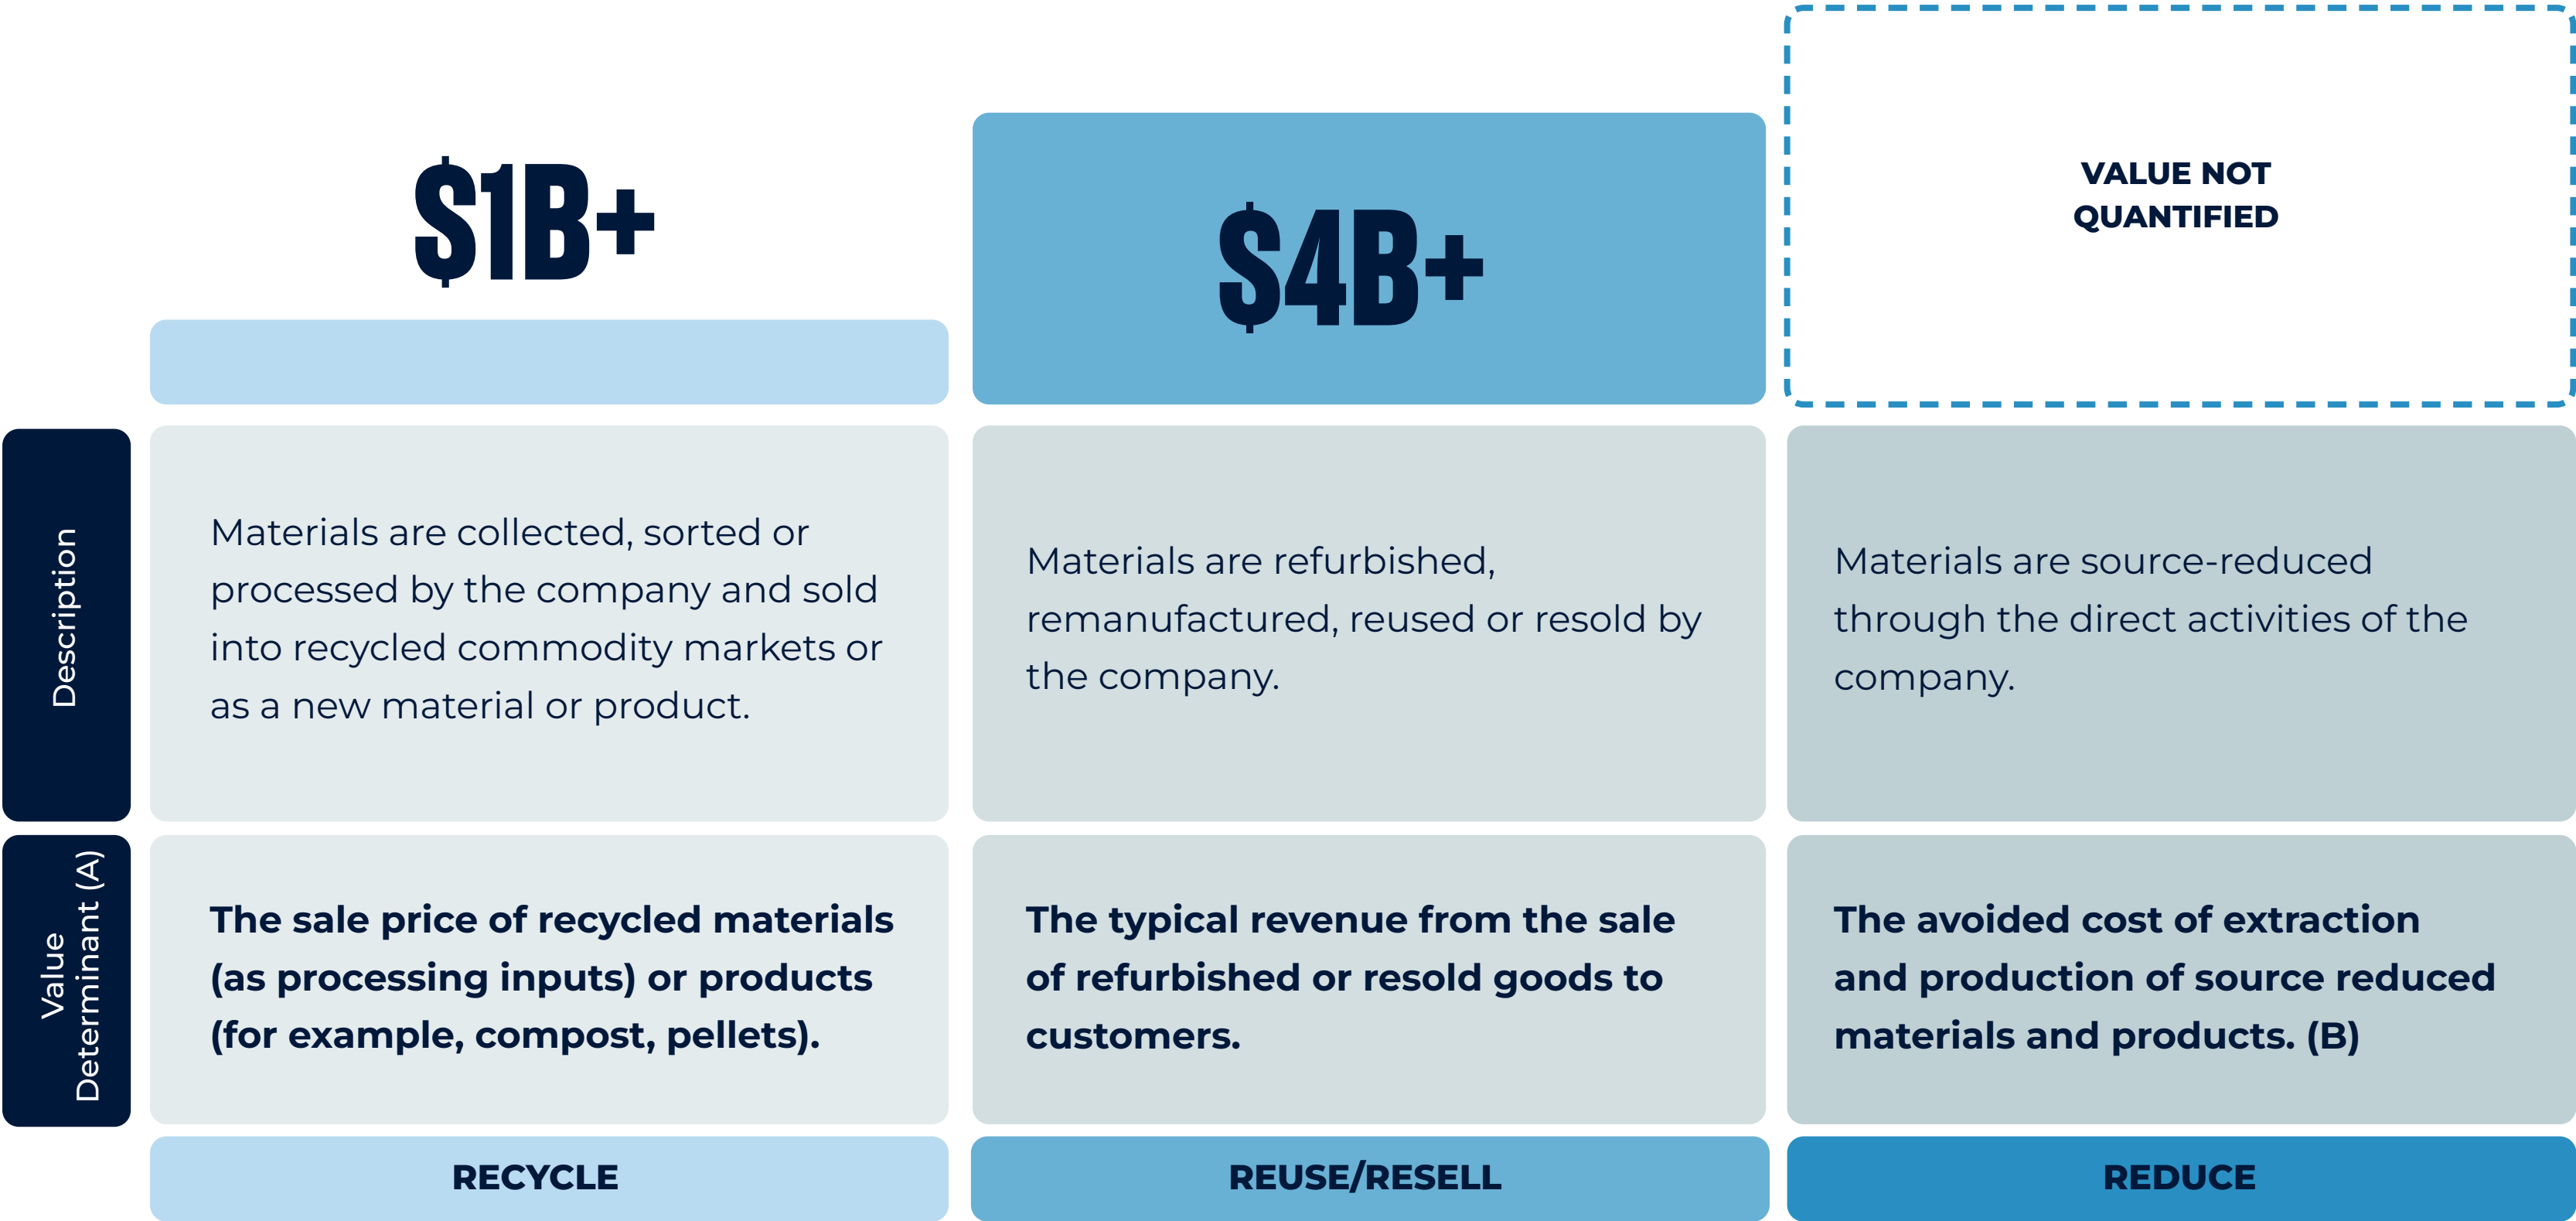 $1B+
$4B+
VALUE NOT
QUANTIFIED
Description
Materials are collected, sorted or
processed by the company and sold
into recycled commodity markets or
as a new material or product.
Materials are refurbished,
remanufactured, reused or resold by
the company.
Materials are source-reduced
through the direct activities of the
company.
Value
Determinant (A)
The sale price of recycled materials
(as processing inputs) or products
(for example, compost, pellets).
The typical revenue from the sale
of refurbished or resold goods to
customers.
The avoided cost of extraction
and production of source reduced
materials and products. (B)
RECYCLE
REUSE/RESELL
REDUCE